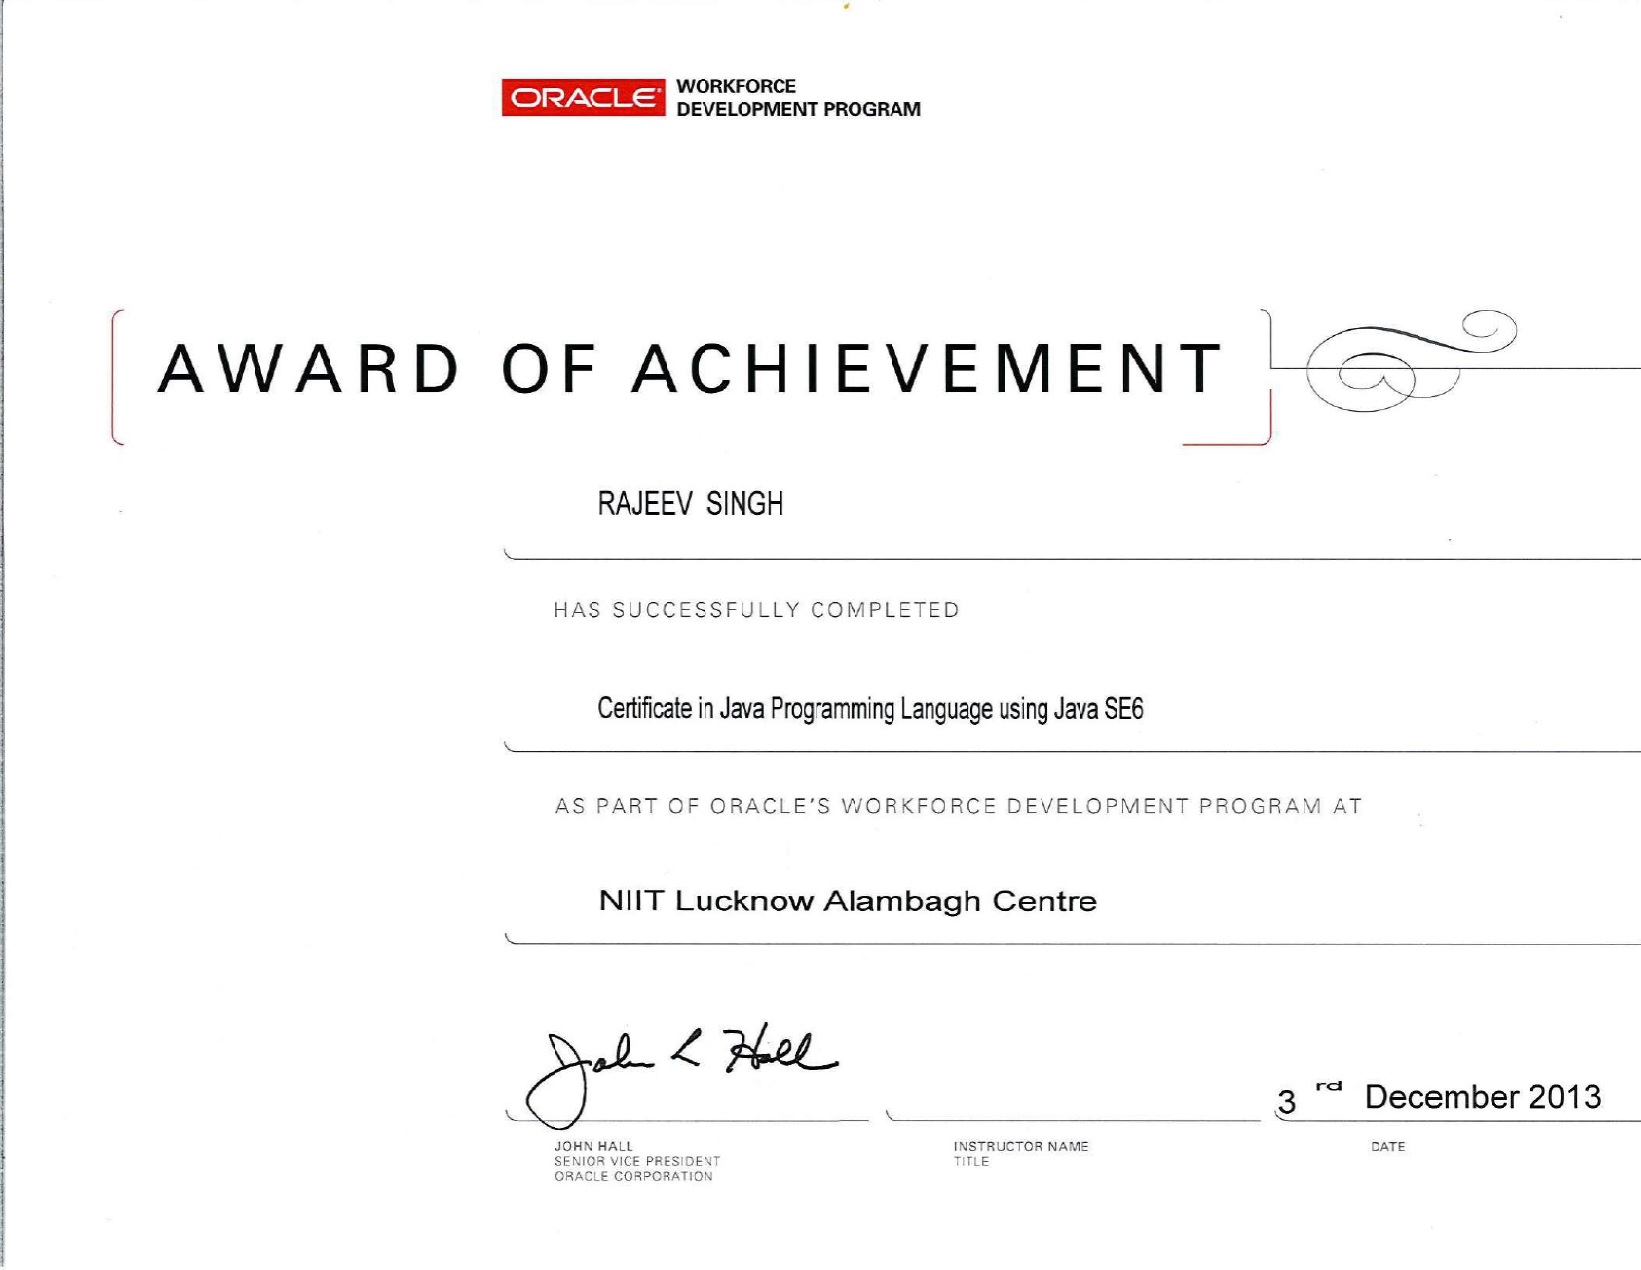 ORACLE® WORKFORCE
DEVELOPMENT PROGRAM
AWARD OF ACHIEVEMENT
RAJEEV SINGH
HAS SUCCESSFULLY COMPLETED
Certificate in Java Programming Language using Java SE6
AS PART OF ORACLE'S WORKFORCE DEVELOPMENT PROGRAM AT
NIIT Lucknow Alambagh Centre
John L Hall
3 rd December 2013
JOHN HALL
SENIOR VICE PRESIDENT
ORACLE CORPORATION
INSTRUCTOR NAME
TITLE
DATE